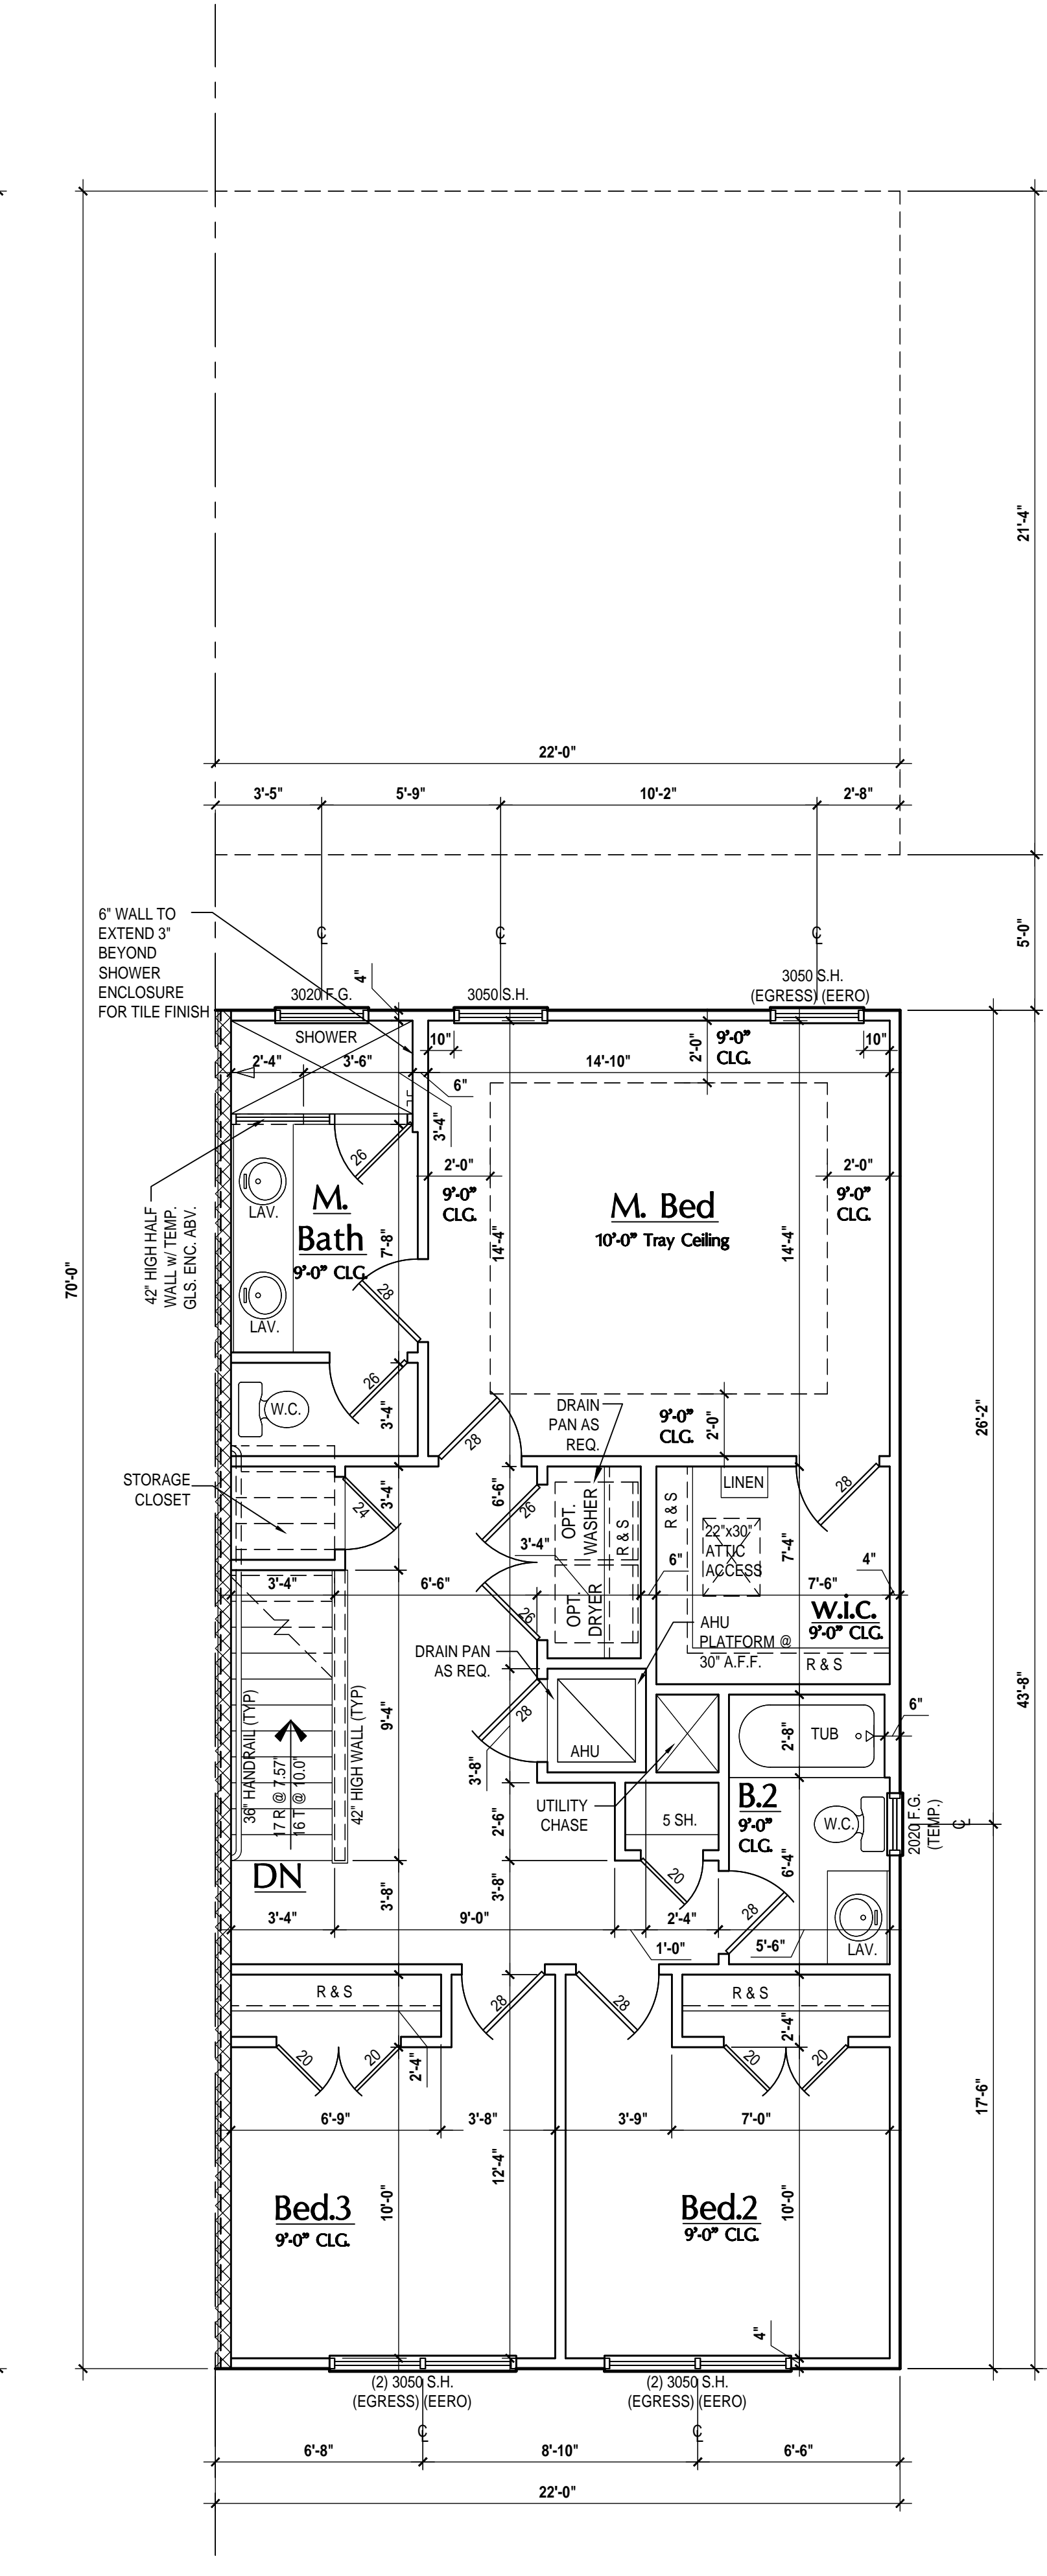 70'-0"
21'-4"
22'-0"
3'-5"
5'-9"
10'-2"
2'-8"
5'-0"
6" WALL TO
EXTEND 3"
BEYOND
SHOWER
ENCLOSURE
FOR TILE FINISH
4"
3020 F.G.
3050 S.H.
3050 S.H.
(EGRESS) (EERO)
SHOWER
10"
2'-0"
9'-0"
CLG.
10"
2'-4"
3'-6"
14'-10"
6"
3'-4"
26
2'-0"
9'-0"
CLG.
2'-0"
9'-0"
CLG.
LAV.
M.
Bath
9'-0" CLG.
7'-8"
M. Bed
10'-0" Tray Ceiling
14'-4"
14'-4"
42" HIGH HALF
WALL w/ TEMP.
GLS. ENC. ABV.
28
LAV.
26
W.C.
3'-4"
28
DRAIN
PAN AS
REQ.
9'-0"
CLG.
2'-0"
26'-2"
STORAGE
CLOSET
24
3'-4"
6'-6"
26
OPT.
WASHER
R & S
R & S
LINEN
28
22"x30"
ATTIC
ACCESS
7'-4"
3'-4"
6"
4"
3'-4"
6'-6"
26
OPT.
DRYER
7'-6"
W.i.C.
9'-0" CLG.
AHU
PLATFORM @
30" A.F.F.
R & S
DRAIN PAN
AS REQ.
43'-8"
36" HANDRAIL (TYP)
17 R @ 7.57"
16 T @ 10.0"
42" HIGH WALL (TYP)
9'-4"
28
AHU
3'-8"
6"
TUB
2'-8"
UTILITY
CHASE
2'-6"
5 SH.
B.2
9'-0"
CLG.
W.C.
2020 F.G.
(TEMP.)
6'-4"
DN
3'-8"
3'-8"
20
28
3'-4"
9'-0"
2'-4"
1'-0"
5'-6"
LAV.
R & S
28
28
R & S
20
20
2'-4"
2'-4"
20
20
6'-9"
3'-8"
3'-9"
7'-0"
17'-6"
12'-4"
Bed.3
9'-0" CLG.
10'-0"
Bed.2
9'-0" CLG.
10'-0"
4"
(2) 3050 S.H.
(EGRESS) (EERO)
(2) 3050 S.H.
(EGRESS) (EERO)
6'-8"
8'-10"
6'-6"
22'-0"